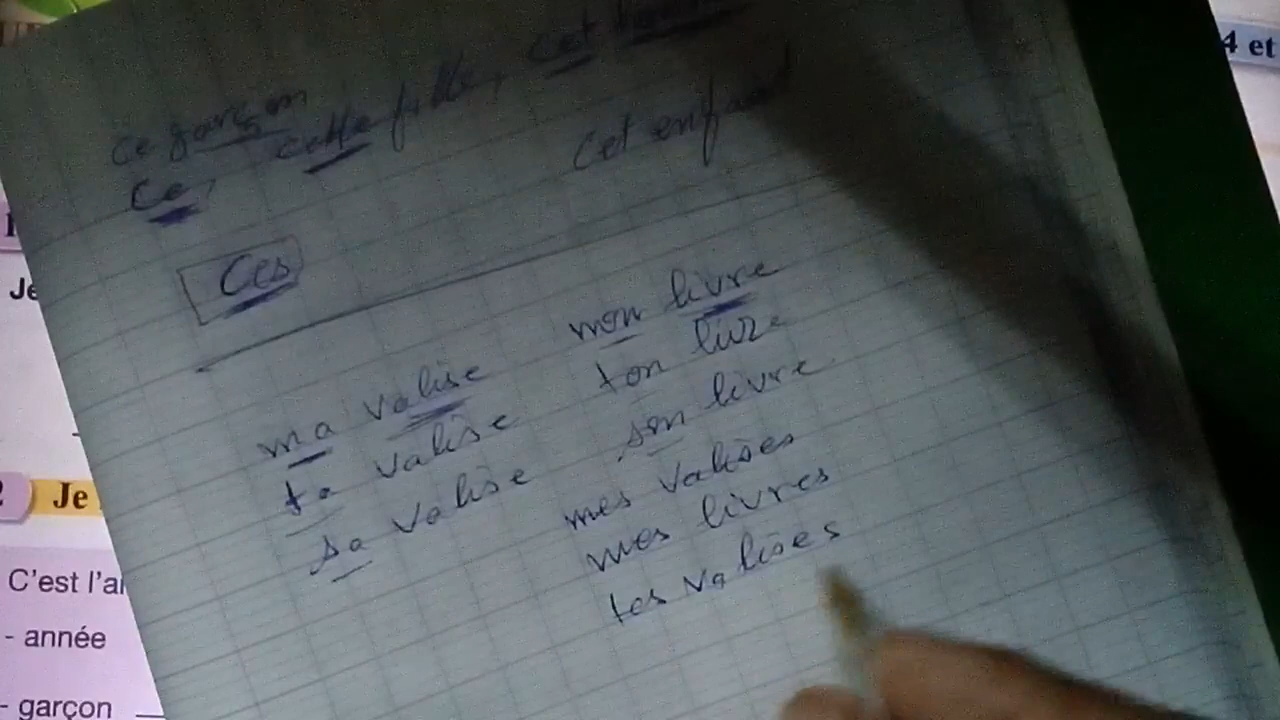 ce garçon
cette fille, cet
ce,
cet enfant
Ces
ma valise
ta valise
sa valise
mon livre
ton livre
son livre
mes valises
mes livres
tes valises
4 et
Je
C'est l'a
- année
- garçon